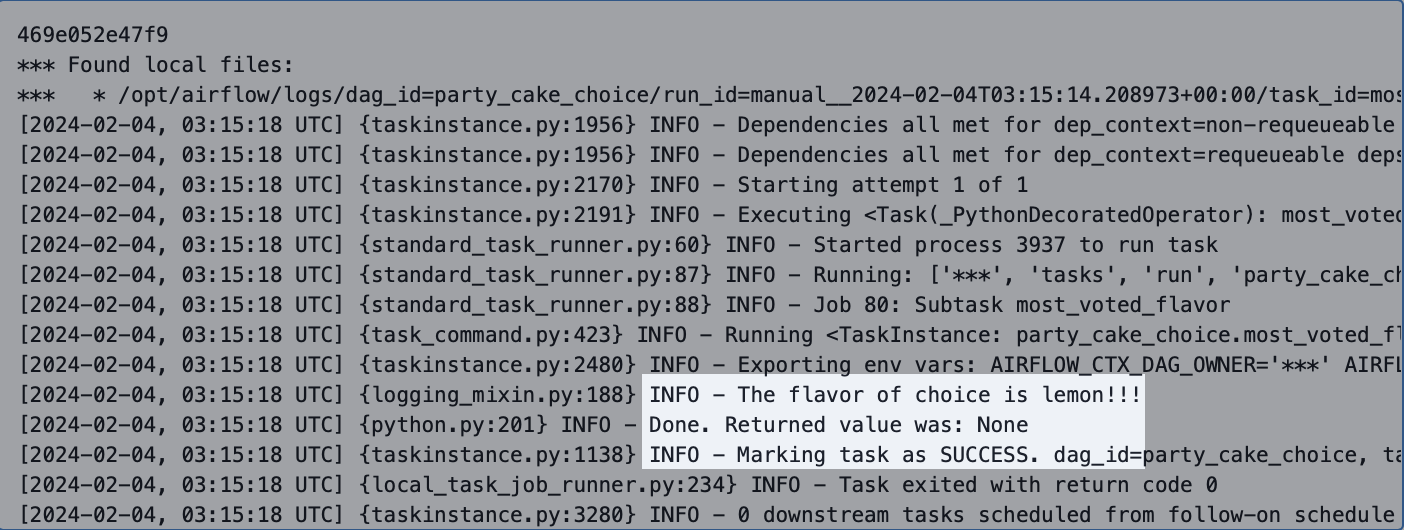 469e052e47f9
*** Found local files:
***   * /opt/airflow/logs/dag_id=party_cake_choice/run_id=manual__2024-02-04T03:15:14.208973+00:00/task_id=mos
[2024-02-04, 03:15:18 UTC] {taskinstance.py:1956} INFO - Dependencies all met for dep_context=non-requeueable
[2024-02-04, 03:15:18 UTC] {taskinstance.py:1956} INFO - Dependencies all met for dep_context=requeueable deps
[2024-02-04, 03:15:18 UTC] {taskinstance.py:2170} INFO - Starting attempt 1 of 1
[2024-02-04, 03:15:18 UTC] {taskinstance.py:2191} INFO - Executing <Task(_PythonDecoratedOperator): most_voted
[2024-02-04, 03:15:18 UTC] {standard_task_runner.py:60} INFO - Started process 3937 to run task
[2024-02-04, 03:15:18 UTC] {standard_task_runner.py:87} INFO - Running: ['***', 'tasks', 'run', 'party_cake_ch
[2024-02-04, 03:15:18 UTC] {standard_task_runner.py:88} INFO - Job 80: Subtask most_voted_flavor
[2024-02-04, 03:15:18 UTC] {task_command.py:423} INFO - Running <TaskInstance: party_cake_choice.most_voted_fl
[2024-02-04, 03:15:18 UTC] {taskinstance.py:2480} INFO - Exporting env vars: AIRFLOW_CTX_DAG_OWNER='***' AIRFL
[2024-02-04, 03:15:18 UTC] {logging_mixin.py:188} INFO - The flavor of choice is lemon!!!
[2024-02-04, 03:15:18 UTC] {python.py:201} INFO - Done. Returned value was: None
[2024-02-04, 03:15:18 UTC] {taskinstance.py:1138} INFO - Marking task as SUCCESS. dag_id=party_cake_choice, ta
[2024-02-04, 03:15:18 UTC] {local_task_job_runner.py:234} INFO - Task exited with return code 0
[2024-02-04, 03:15:18 UTC] {taskinstance.py:3280} INFO - 0 downstream tasks scheduled from follow-on schedule